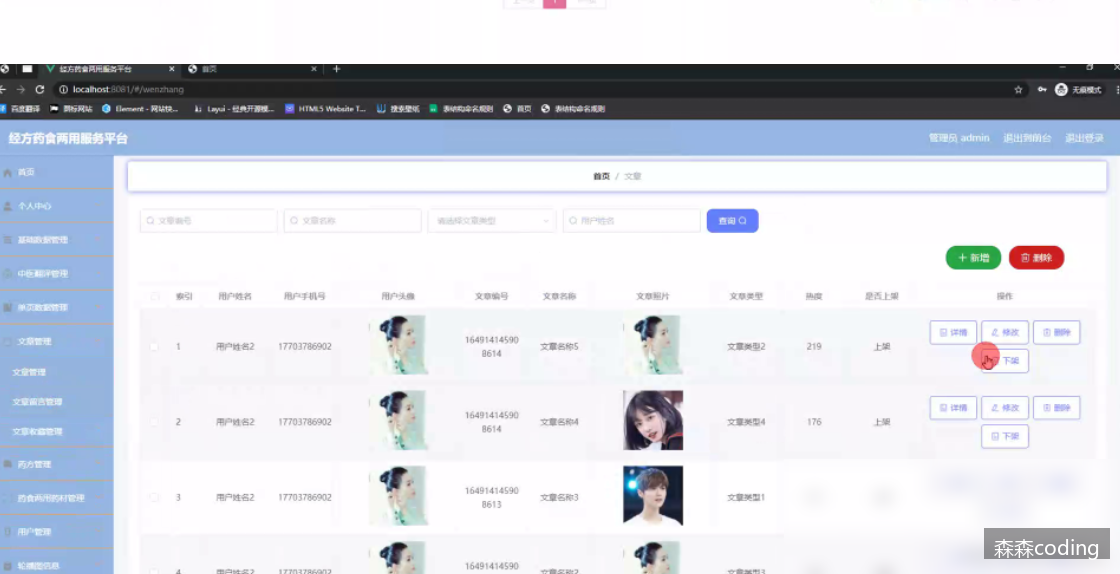 1
经方药食两用服务平台
首页
localhost:8081/#/wenzhang
无痕模式
百度翻译
图标网站
Element - 网站快...
Layui - 经典开源模...
HTML5 Website T...
搜索壁纸
表结构命名规则
首页
表结构命名规则
经方药食两用服务平台
管理员 admin
退出到前台
退出登录
首页
首页 / 文章
个人中心
文章编号
文章名称
请选择文章类型
用户姓名
查询
基础数据管理
新增
删除
单页数据管理
索引 用户姓名 用户手机号 用户头像 文章编号 文章名称 文章照片 文章类型 热度 是否上架 操作
文章管理
1 用户姓名2 17703786902 16491414590 文章名称5 文章类型2 219 上架 详情 修改 删除
8614
下架
文章管理
文章留言管理
2 用户姓名2 17703786902 16491414590 文章名称4 文章类型4 176 上架 详情 修改 删除
8614
下架
文章收藏管理
药方管理
药食两用药材管理
3 用户姓名2 17703786902 16491414590 文章名称3 文章类型1
8613
用户管理
轮播图信息
4 用户姓名2 17703786902 16491414590 文章名称2 文章类型3
森森coding